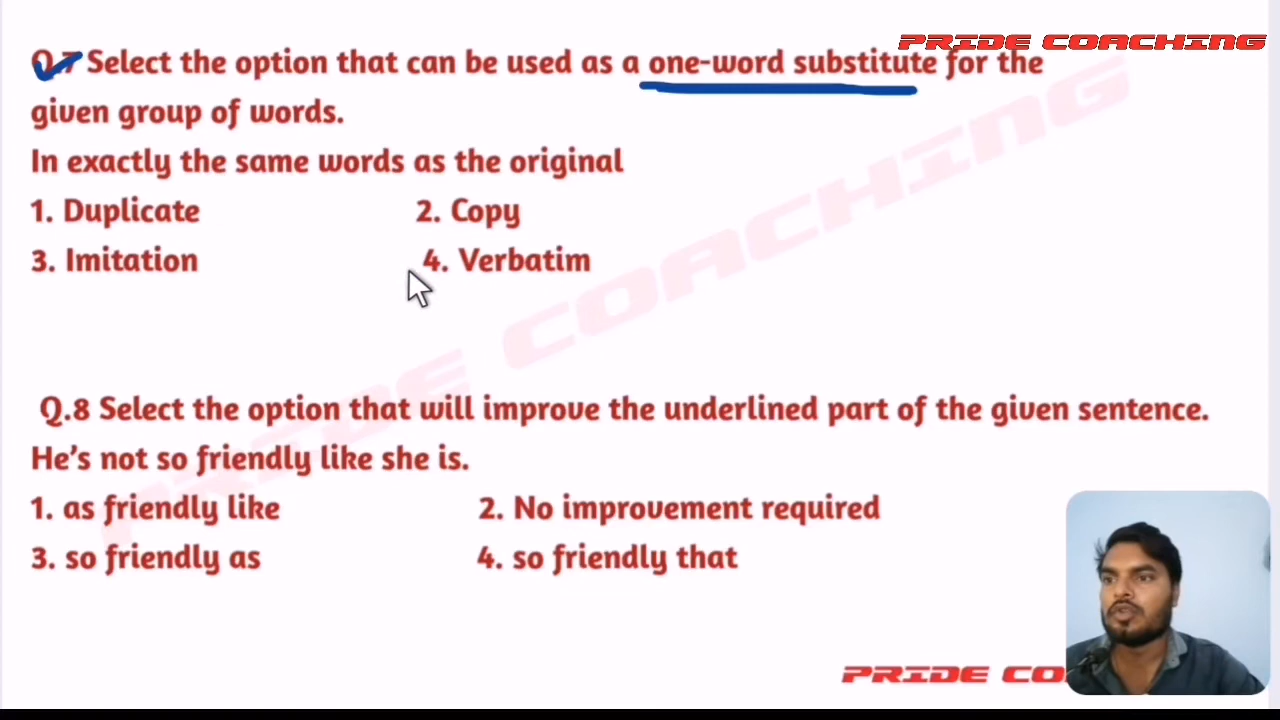 PRIDE COACHING
Q.7 Select the option that can be used as a one-word substitute for the
given group of words.
In exactly the same words as the original
1. Duplicate 2. Copy
3. Imitation 4. Verbatim
PRIDE COACHING
Q.8 Select the option that will improve the underlined part of the given sentence.
He's not so friendly like she is.
1. as friendly like 2. No improvement required
3. so friendly as 4. so friendly that
PRIDE CO